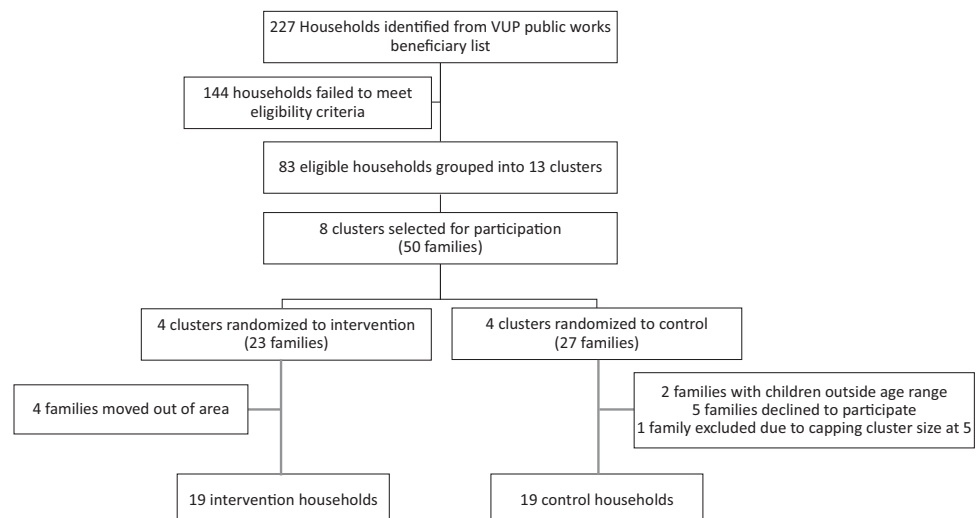 227 Households identified from VUP public works
beneficiary list
144 households failed to meet
eligibility criteria
83 eligible households grouped into 13 clusters
8 clusters selected for participation
(50 families)
4 clusters randomized to intervention
(23 families)
4 clusters randomized to control
(27 families)
4 families moved out of area
2 families with children outside age range
5 families declined to participate
1 family excluded due to capping cluster size at 5
19 intervention households
19 control households